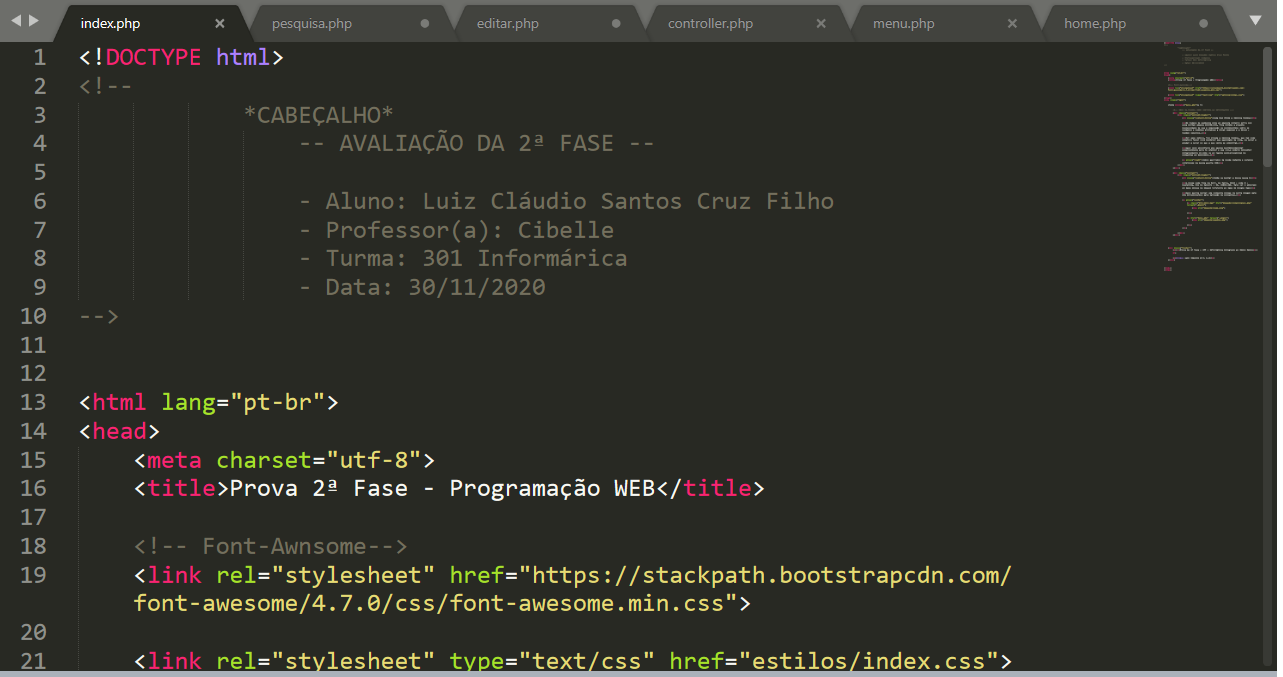 index.php × pesquisa.php editar.php controller.php × menu.php × home.php
1 <!DOCTYPE html>
2 <!--
3 *CABEÇALHO*
4 -- AVALIAÇÃO DA 2ª FASE --
5
6 - Aluno: Luiz Cláudio Santos Cruz Filho
7 - Professor(a): Cibelle
8 - Turma: 301 Informárica
9 - Data: 30/11/2020
10 -->
11
12
13 <html lang="pt-br">
14 <head>
15 <meta charset="utf-8">
16 <title>Prova 2ª Fase - Programação WEB</title>
17
18 <!-- Font-Awnsome-->
19 <link rel="stylesheet" href="https://stackpath.bootstrapcdn.com/
font-awesome/4.7.0/css/font-awesome.min.css">
20
21 <link rel="stylesheet" type="text/css" href="estilos/index.css">